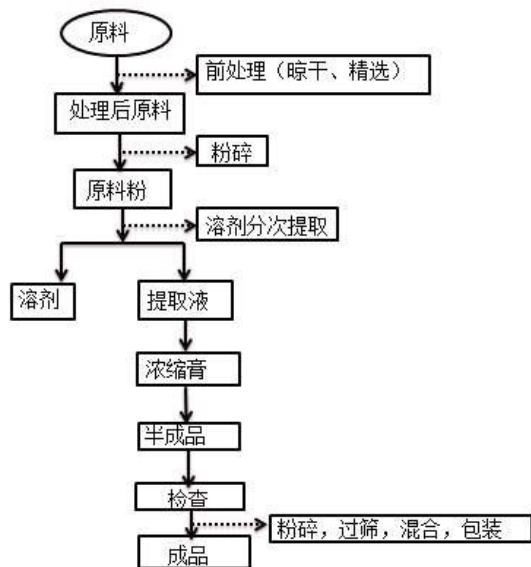 原料
前处理（晾干、精选）
处理后原料
粉碎
原料粉
溶剂分次提取
溶剂
提取液
浓缩膏
半成品
检查
粉碎，过筛，混合，包装
成品